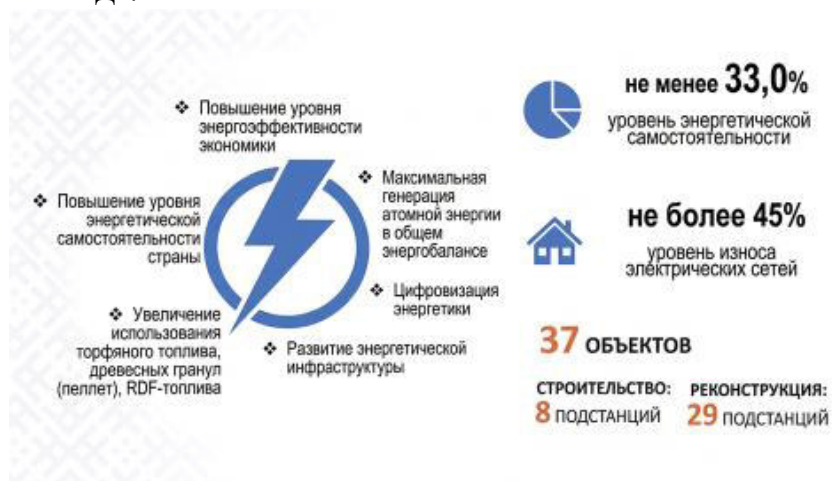 ❖ Повышение уровня
энергоэффективности
экономики
❖ Повышение уровня
энергетической
самостоятельности
страны
❖ Максимальная
генерация
атомной энергии
в общем
энергобалансе
❖ Цифровизация
энергетики
❖ Увеличение
использования
торфяного топлива,
древесных гранул
(пеллет), RDF-топлива
❖ Развитие энергетической
инфраструктуры
не менее 33,0%
уровень энергетической
самостоятельности
не более 45%
уровень износа
электрических сетей
37 ОБЪЕКТОВ
СТРОИТЕЛЬСТВО:
8 ПОДСТАНЦИЙ
РЕКОНСТРУКЦИЯ:
29 ПОДСТАНЦИЙ